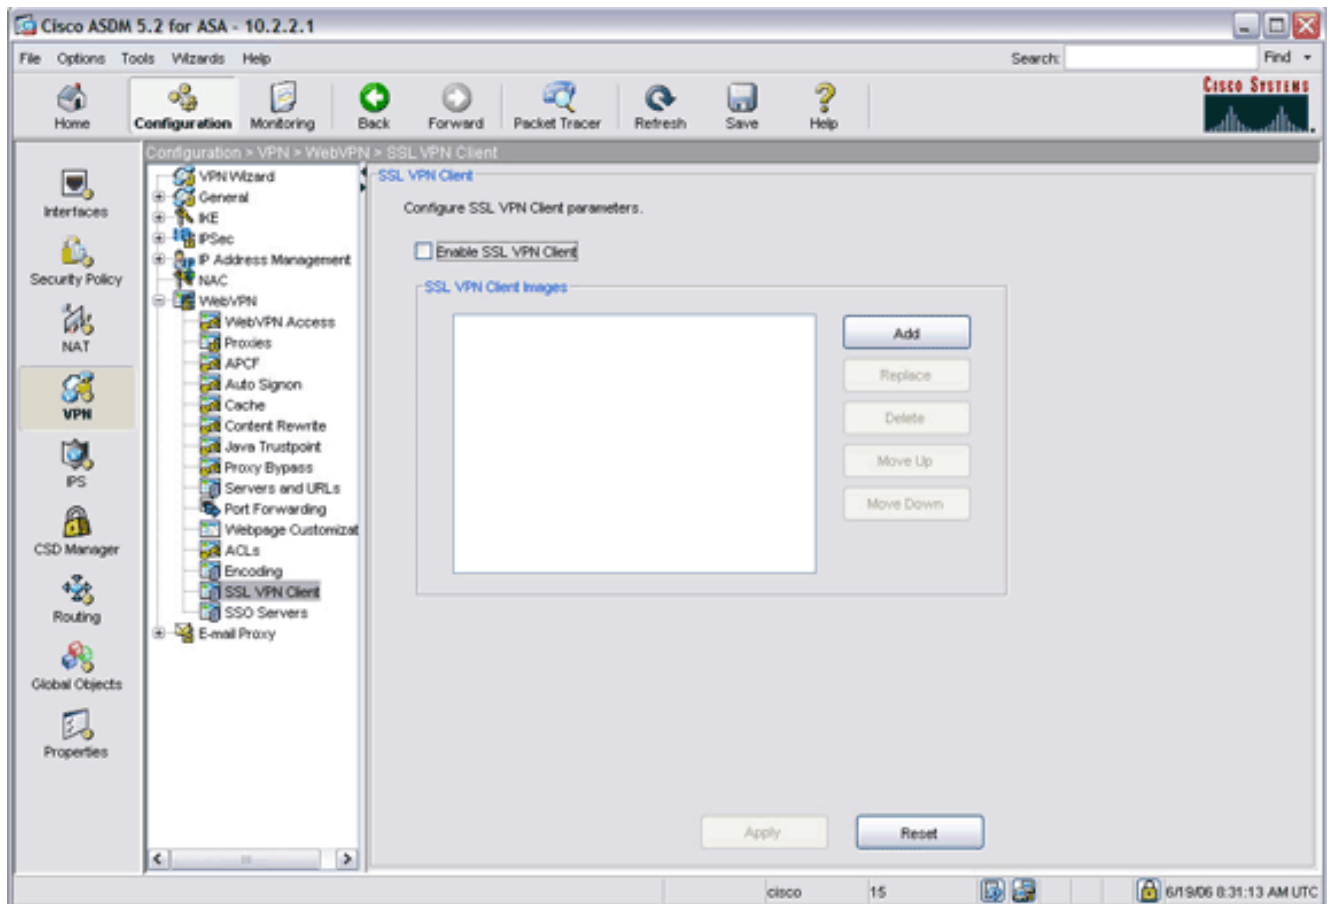 Cisco ASDM 5.2 for ASA - 10.2.2.1
File Options Tools Wizards Help Search: Find
Home Configuration Monitoring Back Forward Packet Tracer Refresh Save Help
CISCO SYSTEMS
Configuration > VPN > WebVPN > SSL VPN Client
Interfaces
Security Policy
NAT
VPN
IPS
CSD Manager
Routing
Global Objects
Properties
VPN Wizard
General
IKE
IPSec
IP Address Management
NAC
WebVPN
WebVPN Access
Proxies
APCF
Auto Signon
Cache
Content Rewrite
Java Trustpoint
Proxy Bypass
Servers and URLs
Port Forwarding
Webpage Customizat
ACLs
Encoding
SSL VPN Client
SSO Servers
E-mail Proxy
SSL VPN Client
Configure SSL VPN Client parameters.
Enable SSL VPN Client
SSL VPN Client Images
Add
Replace
Delete
Move Up
Move Down
Apply Reset
cisco 15 6/19/06 8:31:13 AM UTC